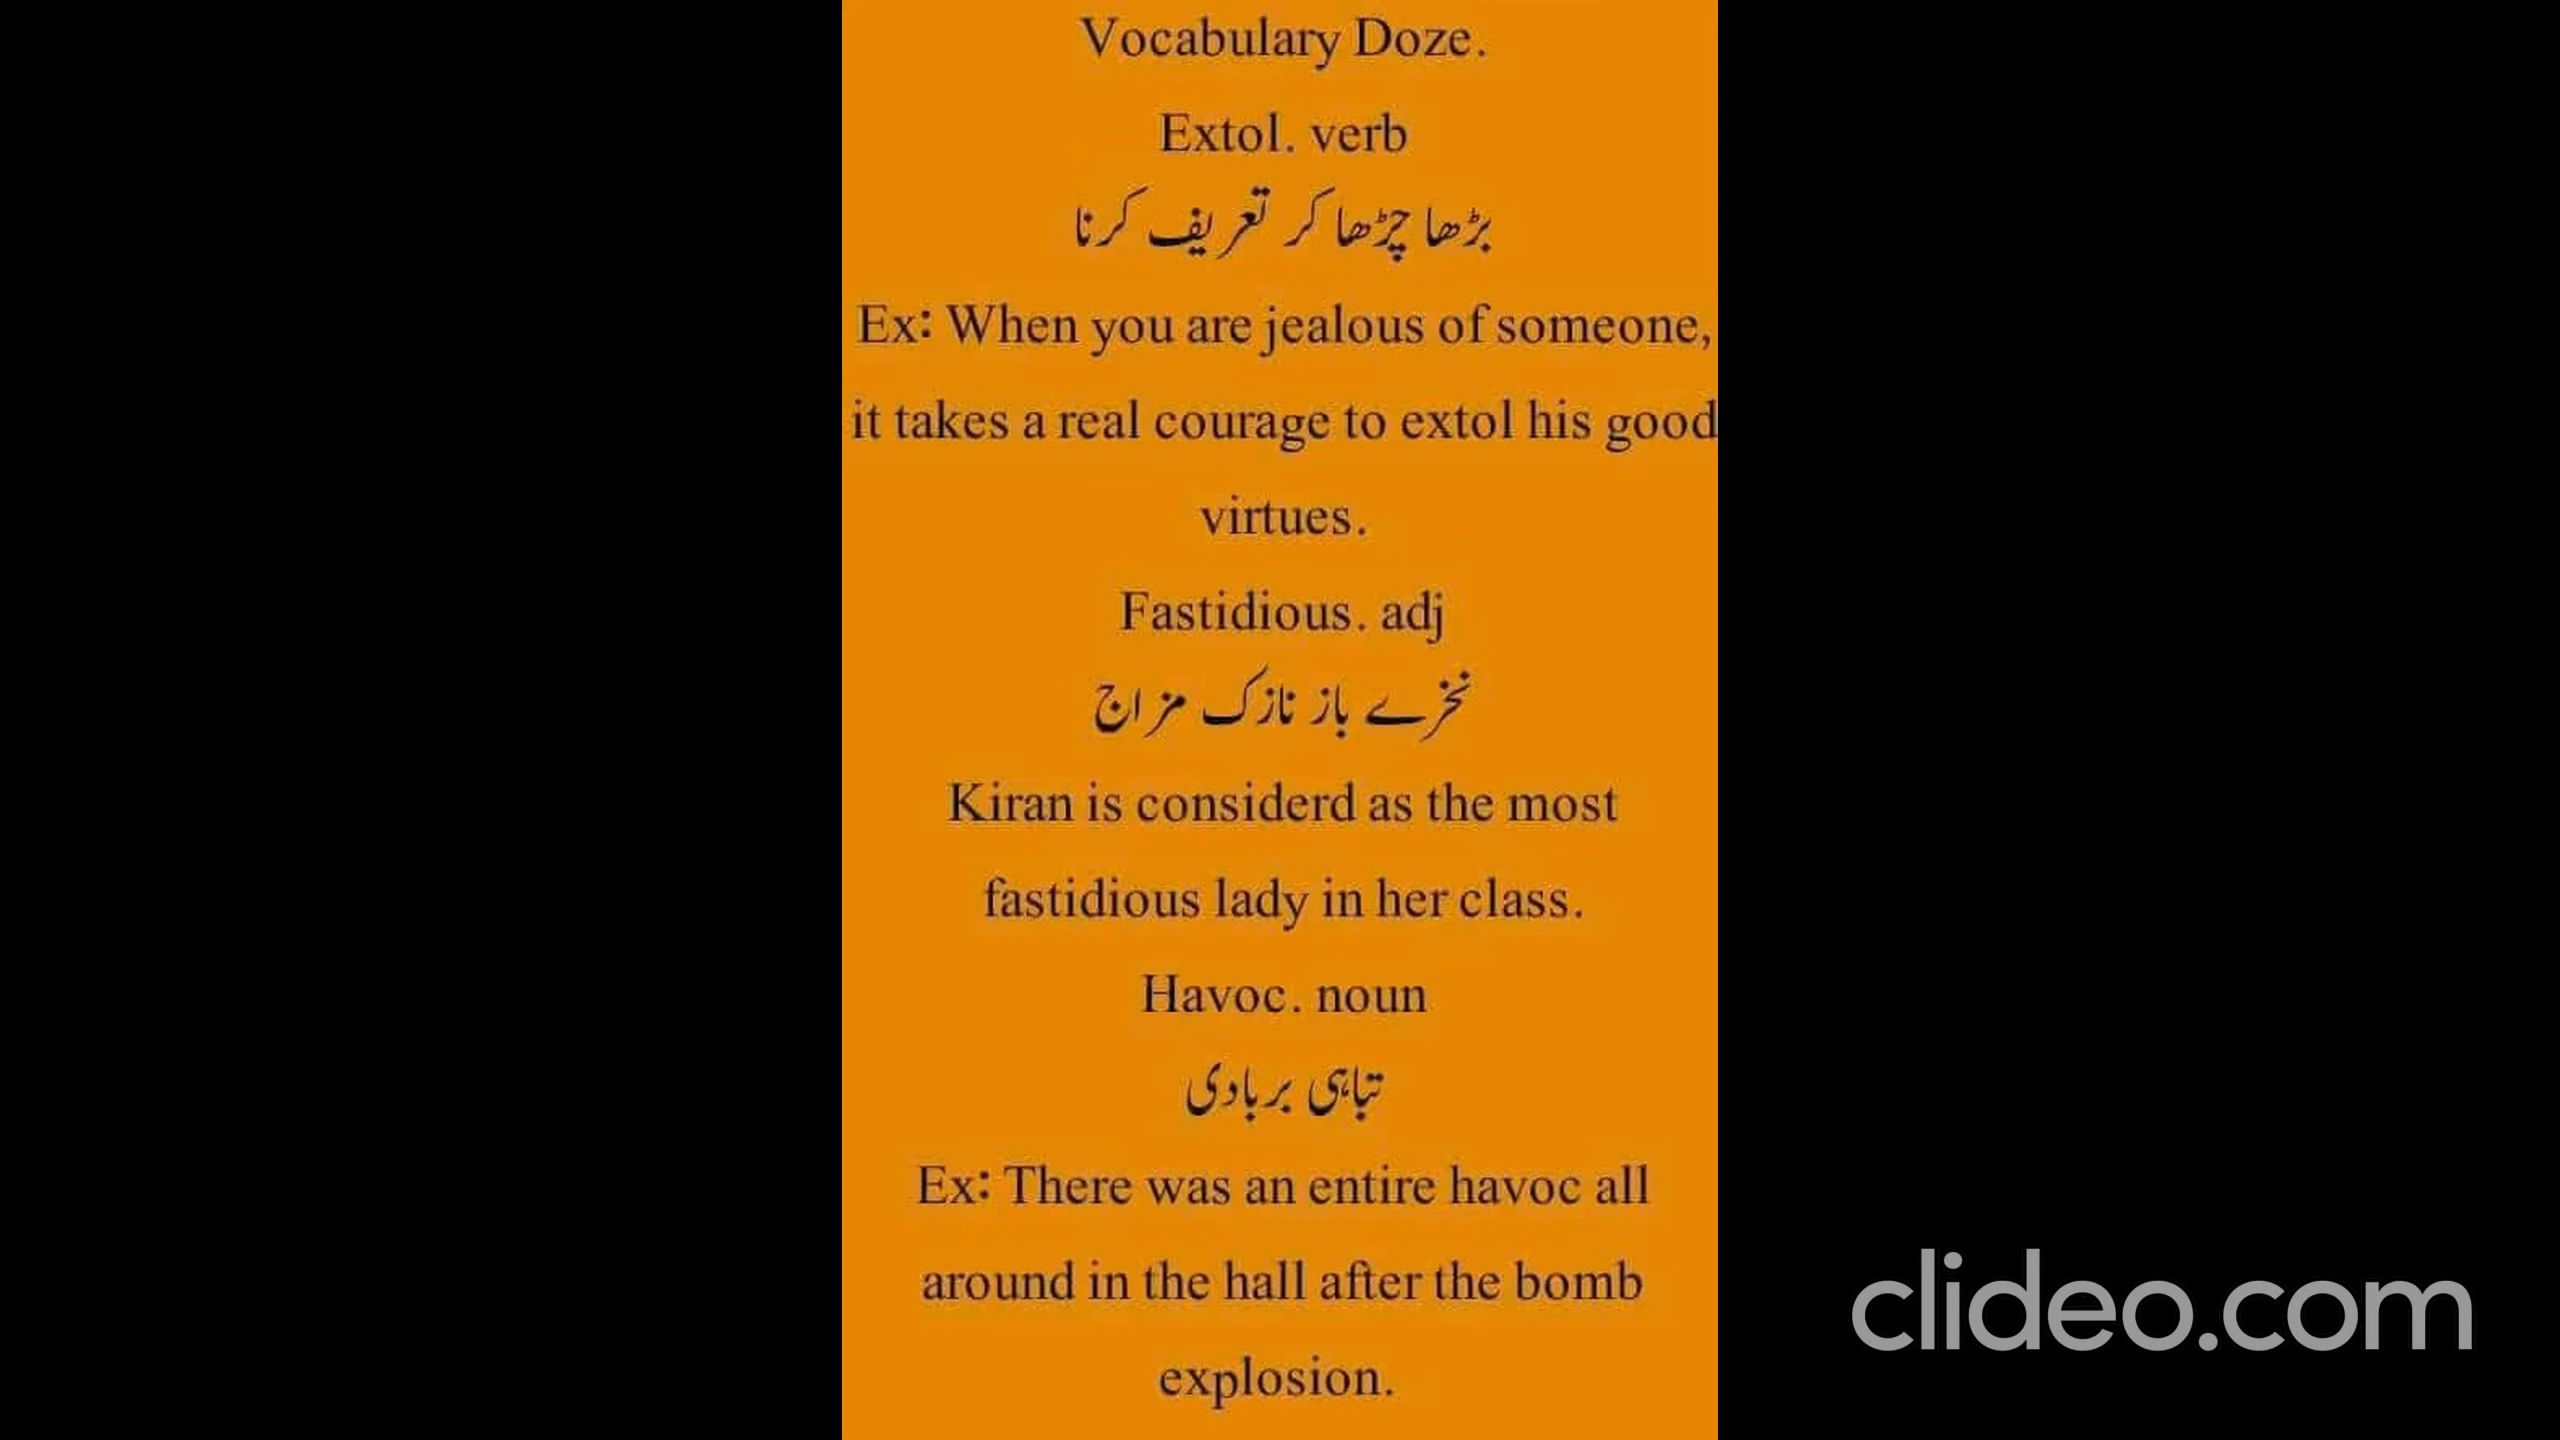 Vocabulary Doze.
Extol. verb
بڑھا چڑھا کر تعریف کرنا
Ex: When you are jealous of someone,
it takes a real courage to extol his good
virtues.
Fastidious. adj
نخرے باز نازک مزاج
Kiran is considerd as the most
fastidious lady in her class.
Havoc. noun
تباہی بربادی
Ex: There was an entire havoc all
around in the hall after the bomb
explosion.
clideo.com